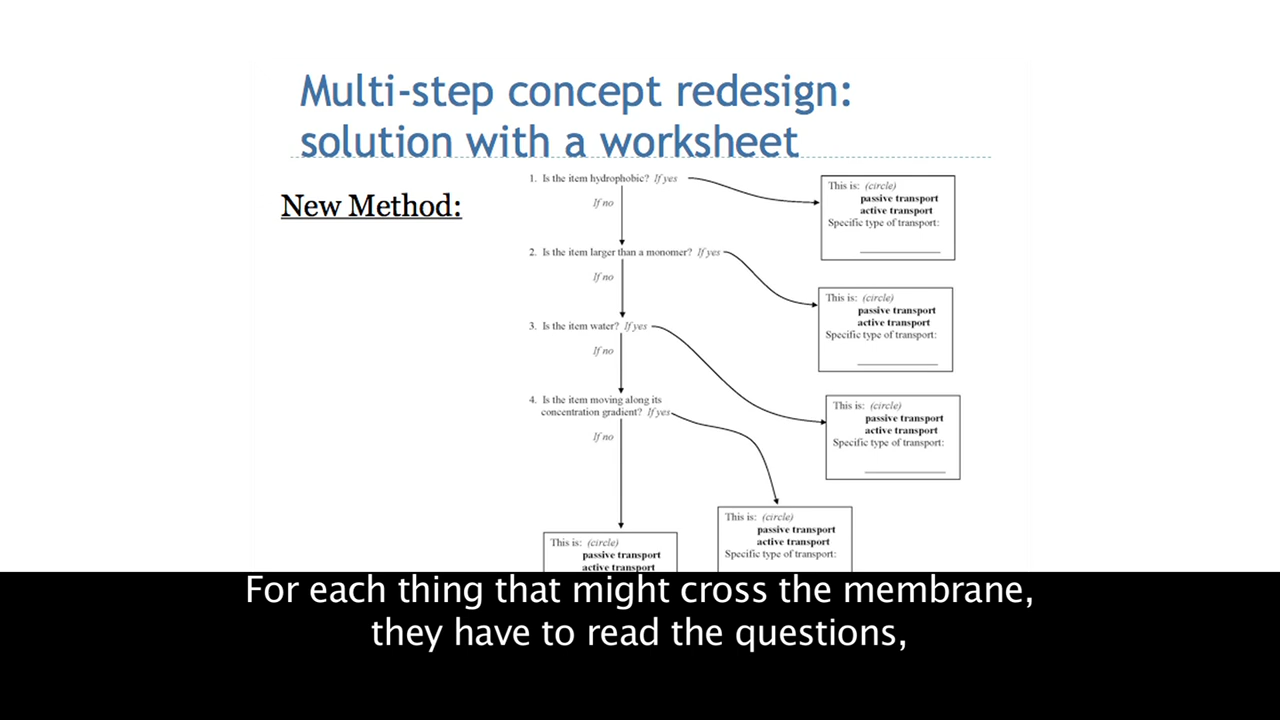 Multi-step concept redesign:
solution with a worksheet
New Method:
1. Is the item hydrophobic? If yes
If no
This is: (circle)
passive transport
active transport
Specific type of transport:
2. Is the item larger than a monomer? If yes
If no
This is: (circle)
passive transport
active transport
Specific type of transport:
3. Is the item water? If yes
If no
This is: (circle)
passive transport
active transport
Specific type of transport:
4. Is the item moving along its
concentration gradient? If yes
If no
This is: (circle)
passive transport
active transport
Specific type of transport:
This is: (circle)
passive transport
active transport
For each thing that might cross the membrane,
they have to read the questions,